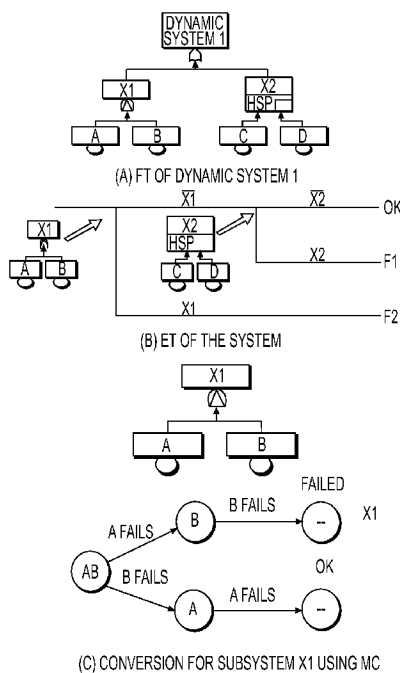 DYNAMIC
SYSTEM 1
X1
X2
HSP
A
B
C
D
(A) FT OF DYNAMIC SYSTEM 1
X̅1̅
X̅2̅
OK
X1
X2
HSP
X2
F1
A
B
C
D
X1
F2
(B) ET OF THE SYSTEM
X1
A
B
FAILED
B FAILS
X1
A FAILS
B
--
AB
OK
B FAILS
A FAILS
A
--
(C) CONVERSION FOR SUBSYSTEM X1 USING MC